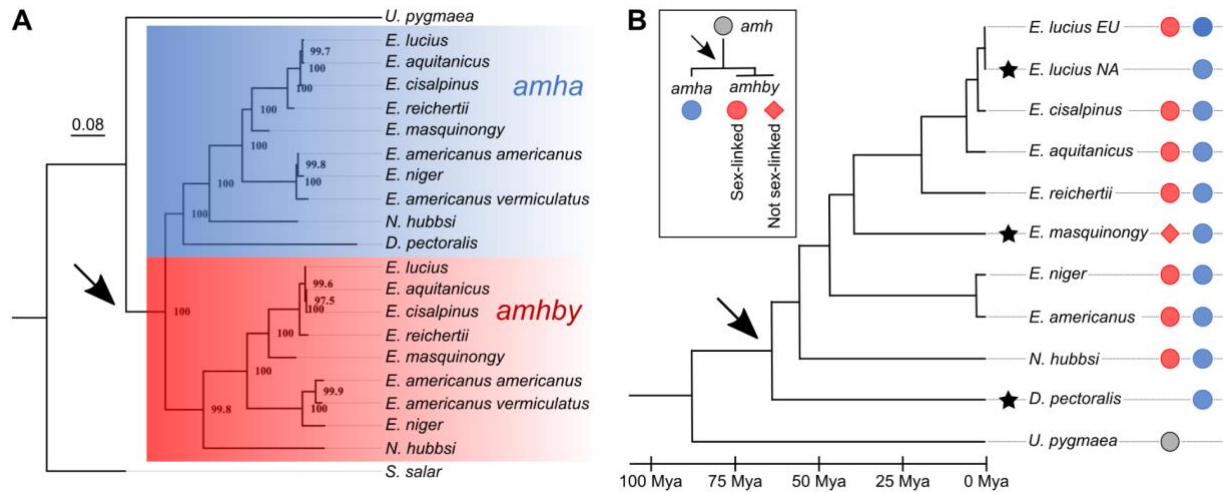 A
U. pygmaea
E. lucius
99.7
E. aquitanicus
100
E. cisalpinus
amha
100
E. reichertii
100
E. masquinongy
0.08
100
E. americanus americanus
99.8
E. niger
100
100
E. americanus vermiculatus
100
N. hubbsi
D. pectoralis
E. lucius
99.6
E. aquitanicus
97.5
E. cisalpinus
100
amhby
100
E. reichertii
100
E. masquinongy
100
E. americanus americanus
99.9
E. americanus vermiculatus
99.8
100
E. niger
N. hubbsi
S. salar
B
amh
amha
amhby
Sex-linked
Not sex-linked
E. lucius EU
E. lucius NA
E. cisalpinus
E. aquitanicus
E. reichertii
E. masquinongy
E. niger
E. americanus
N. hubbsi
D. pectoralis
U. pygmaea
100 Mya
75 Mya
50 Mya
25 Mya
0 Mya